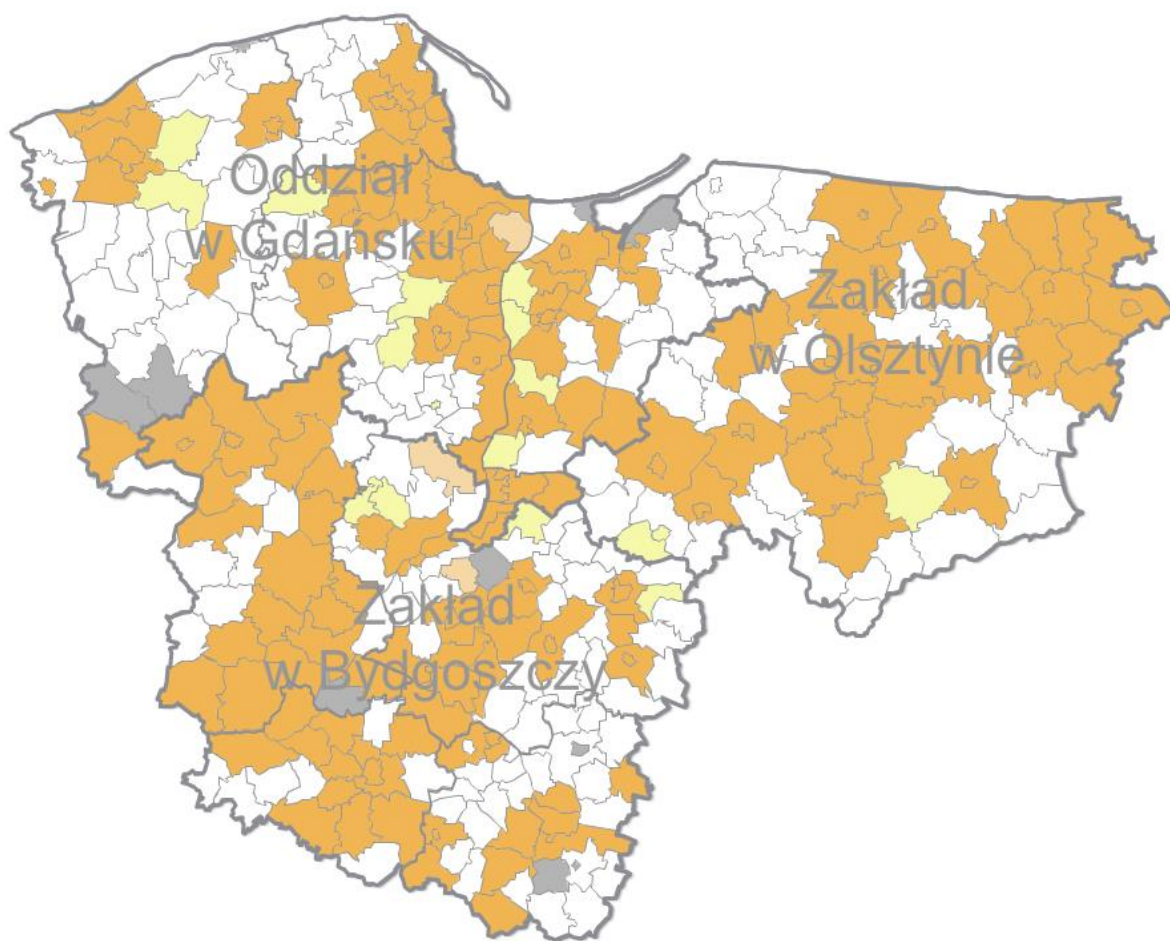 Oddział
w Gdańsku
Zakład
w Olsztynie
Zakład
w Bydgoszczy